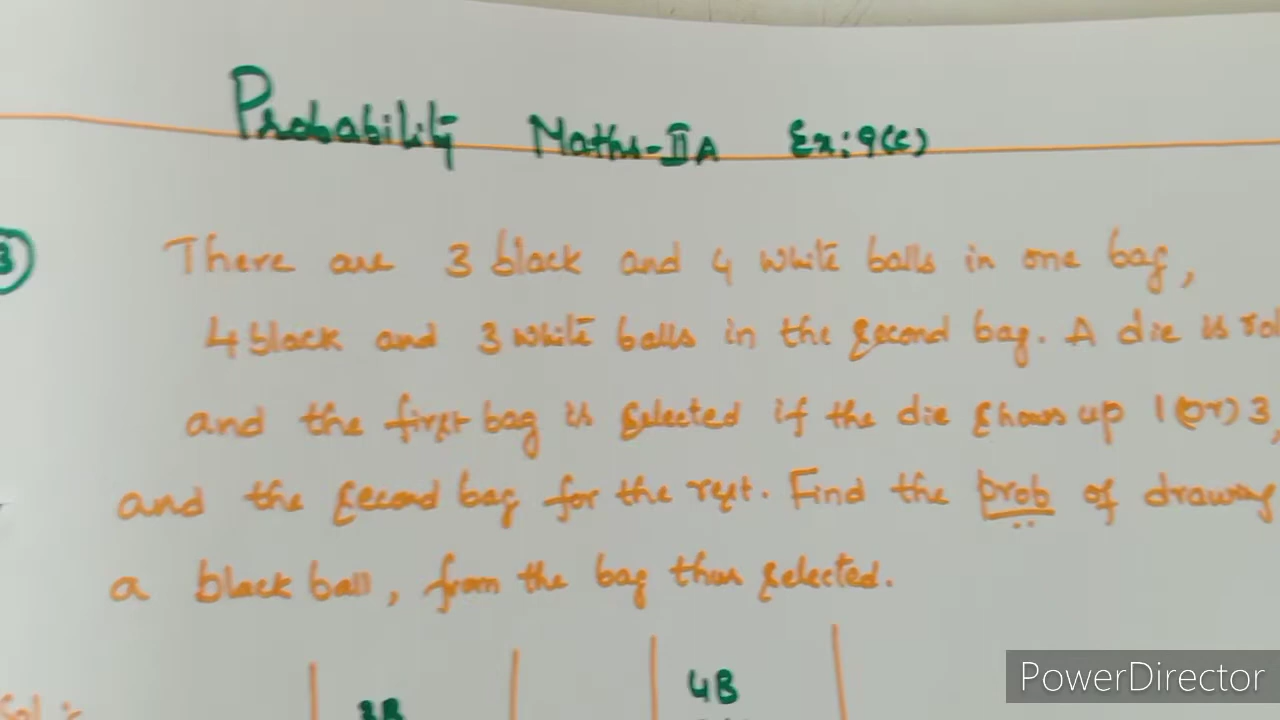 Probability Maths-IIA Ex:9(c)
3
There are 3 black and 4 white balls in one bag,
4 black and 3 white balls in the second bag. A die is rol
and the first bag is selected if the die shows up 1 (or) 3,
and the second bag for the rest. Find the prob of drawing
a black ball, from the bag thus selected.
4B
3B
Sol :-
PowerDirector